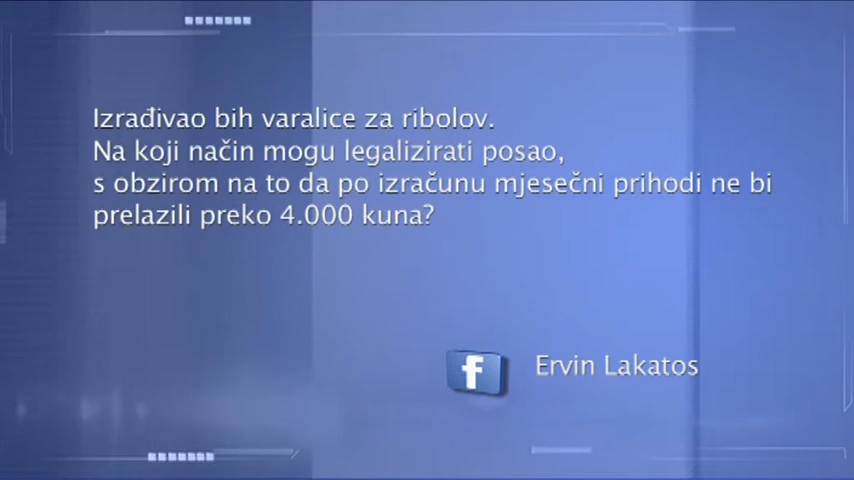 Izrađivao bih varalice za ribolov.
Na koji način mogu legalizirati posao,
s obzirom na to da po izračunu mjesečni prihodi ne bi
prelazili preko 4.000 kuna?
f Ervin Lakatos